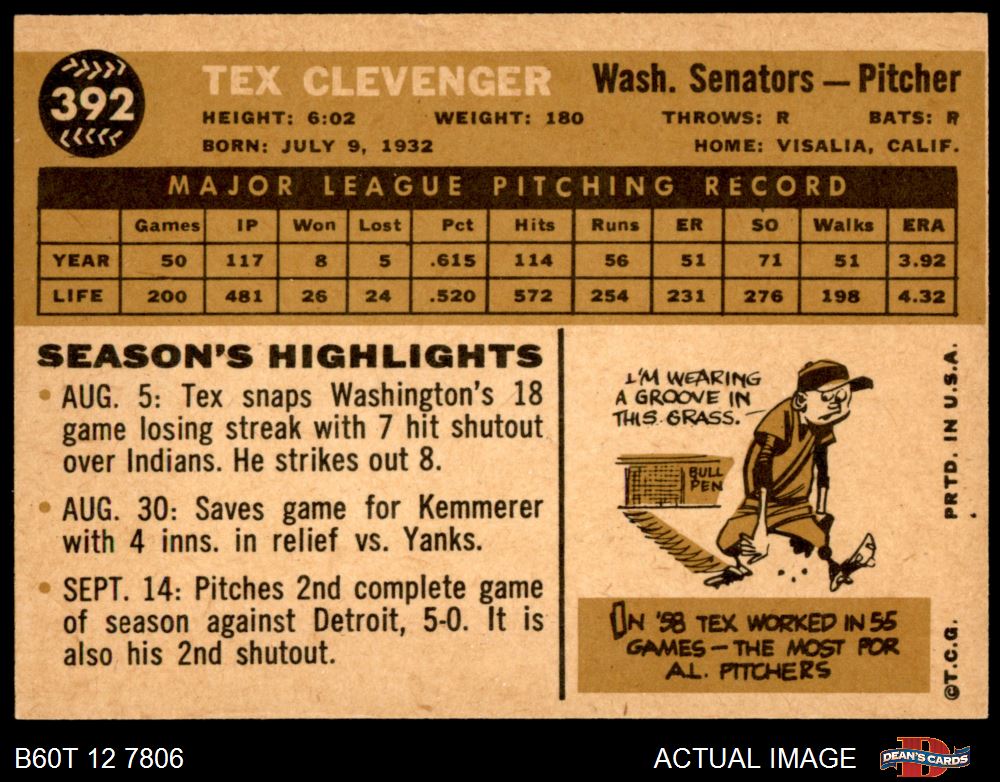 392
TEX CLEVENGER Wash. Senators — Pitcher
HEIGHT: 6:02 WEIGHT: 180 THROWS: R BATS: R
BORN: JULY 9, 1932 HOME: VISALIA, CALIF.
MAJOR LEAGUE PITCHING RECORD
Games IP Won Lost Pct Hits Runs ER SO Walks ERA
YEAR 50 117 8 5 .615 114 56 51 71 51 3.92
LIFE 200 481 26 24 .520 572 254 231 276 198 4.32
SEASON'S HIGHLIGHTS
• AUG. 5: Tex snaps Washington's 18
game losing streak with 7 hit shutout
over Indians. He strikes out 8.
• AUG. 30: Saves game for Kemmerer
with 4 inns. in relief vs. Yanks.
• SEPT. 14: Pitches 2nd complete game
of season against Detroit, 5-0. It is
also his 2nd shutout.
I'M WEARING
A GROOVE IN
THIS GRASS.
BULL
PEN
IN '58 TEX WORKED IN 55
GAMES — THE MOST FOR
A.L. PITCHERS
©T.C.G. PRTD. IN U.S.A.
B60T 12 7806 ACTUAL IMAGE DEAN'S CARDS